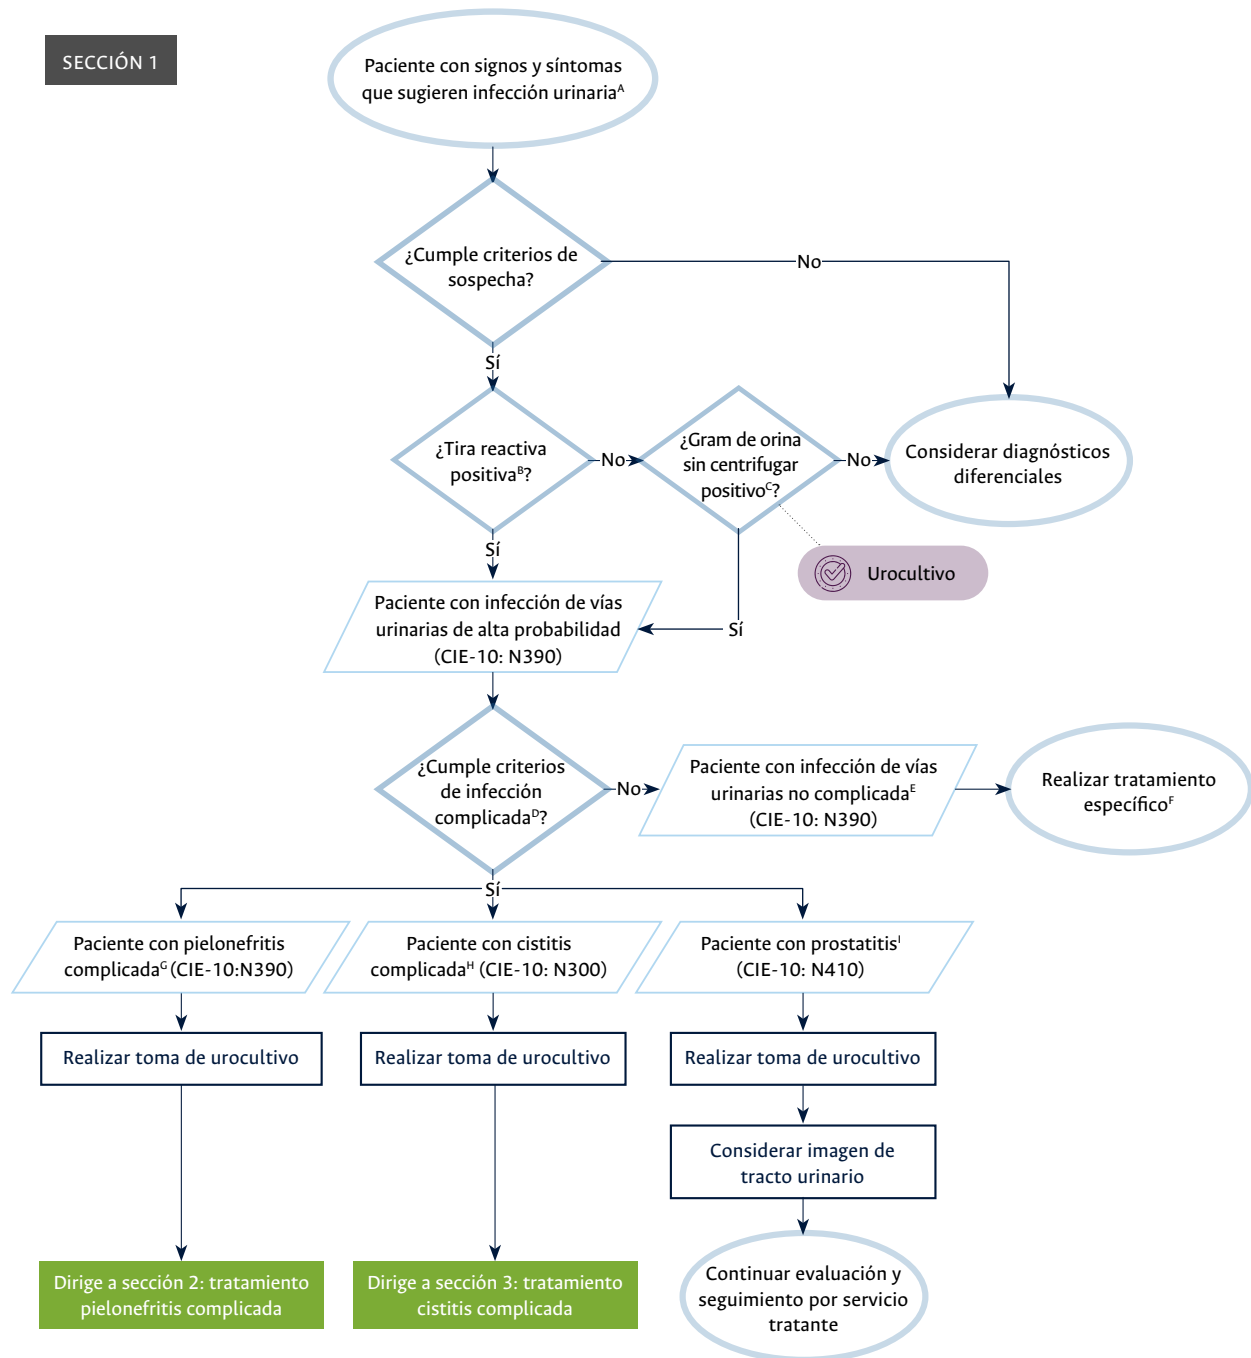 SECCIÓN 1
Paciente con signos y síntomas
que sugieren infección urinariaᴬ
¿Cumple criterios de
sospecha?
No
Sí
¿Tira reactiva
positivaᴮ?
No
¿Gram de orina
sin centrifugar
positivoᶜ?
No
Considerar diagnósticos
diferenciales
Urocultivo
Sí
Sí
Paciente con infección de vías
urinarias de alta probabilidad
(CIE-10: N390)
¿Cumple criterios
de infección
complicadaᴰ?
No
Paciente con infección de vías
urinarias no complicadaᴱ
(CIE-10: N390)
Realizar tratamiento
específicoF
Sí
Paciente con pielonefritis
complicadaᴳ (CIE-10:N390)
Paciente con cistitis
complicadaᴴ (CIE-10: N300)
Paciente con prostatitisᴵ
(CIE-10: N410)
Realizar toma de urocultivo
Realizar toma de urocultivo
Realizar toma de urocultivo
Considerar imagen de
tracto urinario
Dirige a sección 2: tratamiento
pielonefritis complicada
Dirige a sección 3: tratamiento
cistitis complicada
Continuar evaluación y
seguimiento por servicio
tratante